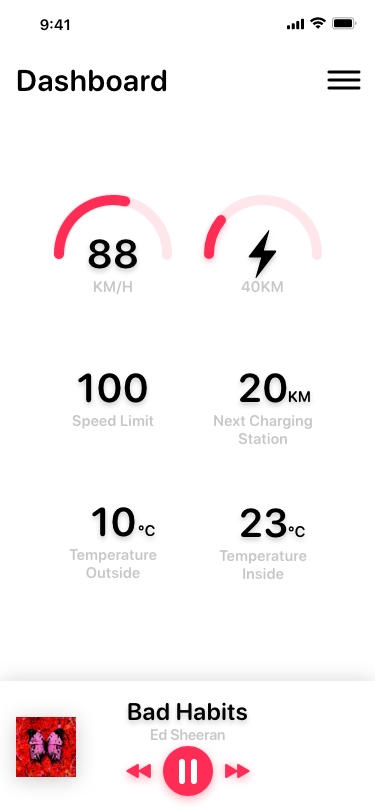 9:41
Dashboard
88
KM/H
40KM
100
Speed Limit
20KM
Next Charging
Station
10°C
Temperature
Outside
23°C
Temperature
Inside
Bad Habits
Ed Sheeran